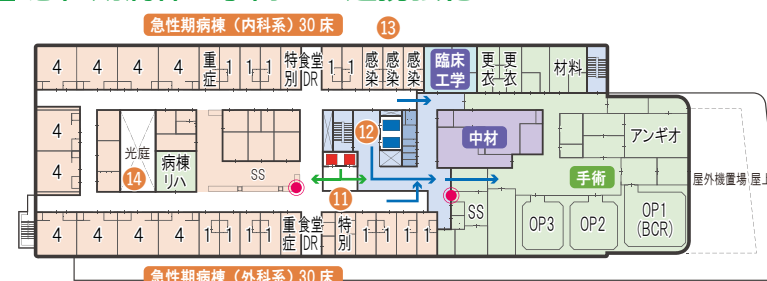 急性期病棟（内科系）30床
⑬
4 4 4 4 重症 1 1 特別 食堂DR 1 1 感染 感染 感染 臨床工学 更衣 更衣 材料
4
4
光庭
⑭
病棟リハ
SS
⑫
⑪
中材
アンギオ
手術
屋外機置場
SS
OP3
OP2
OP1
(BCR)
4 4 4 4 1 1 1 重症 食堂DR 特別 1 1 1 1
急性期病棟（外科系）30床